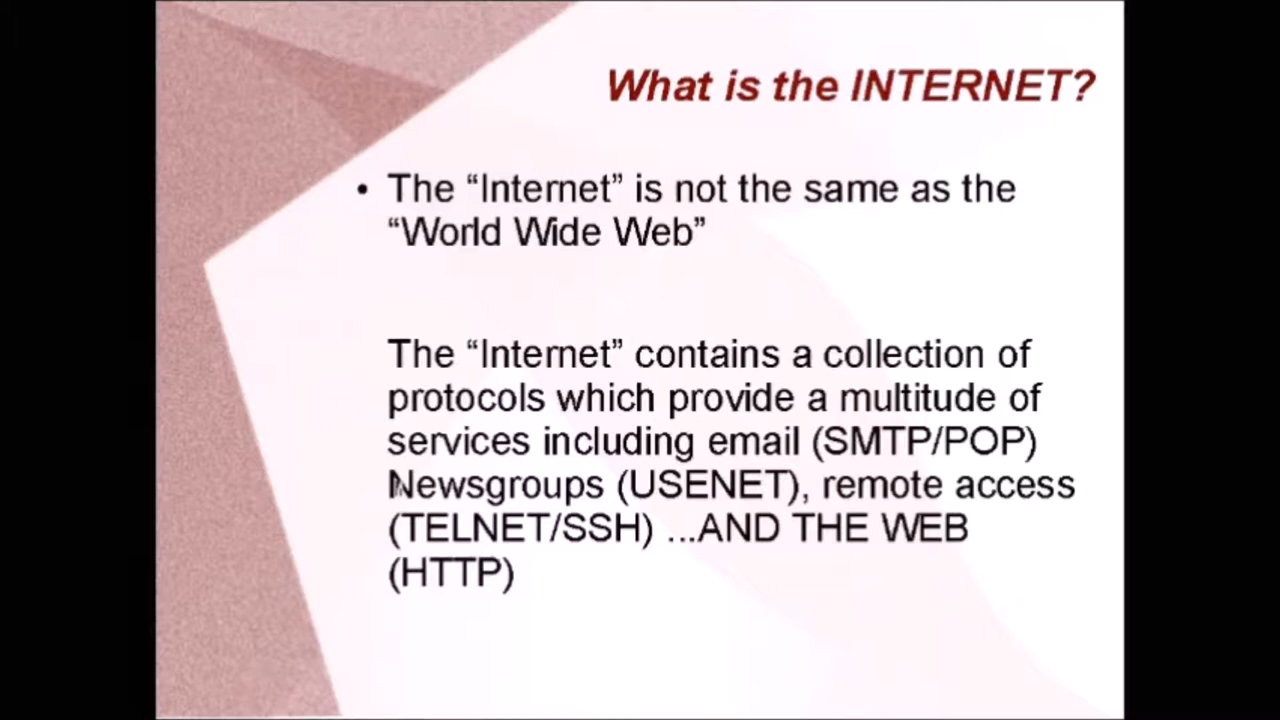 What is the INTERNET?
• The “Internet” is not the same as the
“World Wide Web”
The “Internet” contains a collection of
protocols which provide a multitude of
services including email (SMTP/POP)
Newsgroups (USENET), remote access
(TELNET/SSH) ...AND THE WEB
(HTTP)